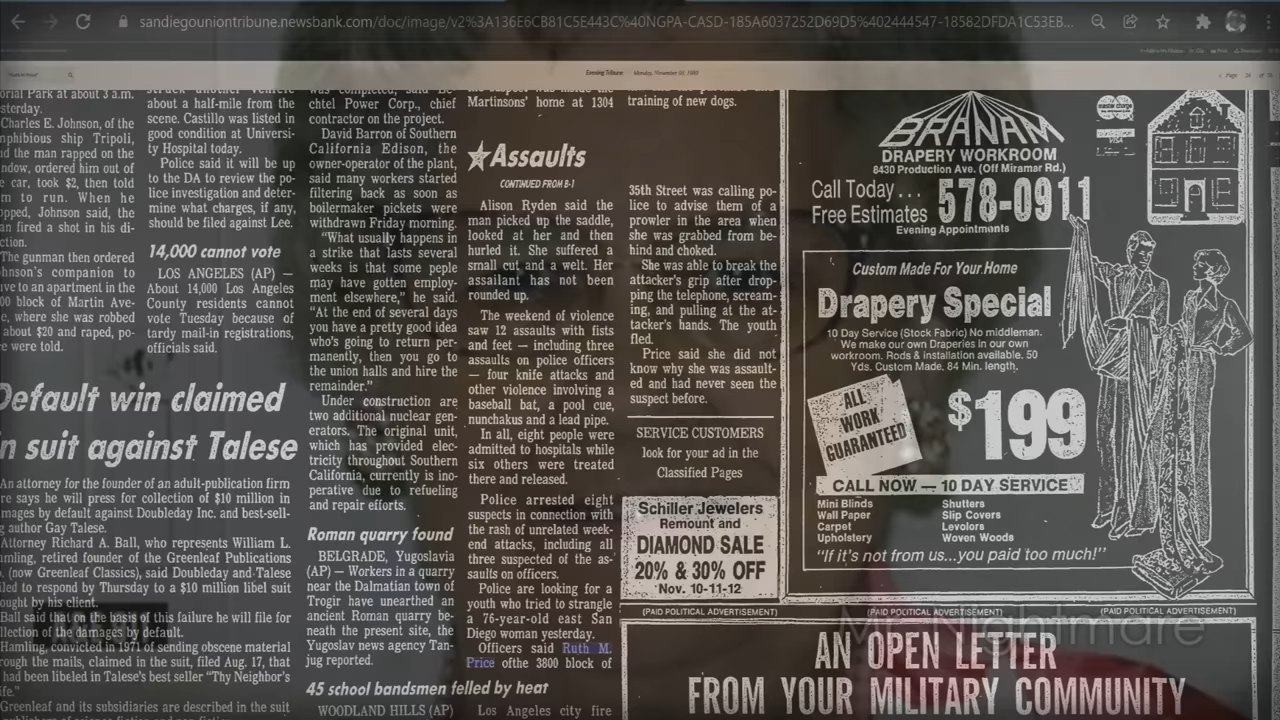 sandiegouniontribune.newsbank.com/doc/image/v2%3A136E6CB81C5E443C%40NGPA-CASD-185A6037252D69D5%402444547-18582DFDA1C53EB...
Evening Tribune
orial Park at about 3 a.m.
sterday.
Charles E. Johnson, of the
mphibious ship Tripoli,
id the man rapped on the
ndow, ordered him out of
e car, took $2, then told
m to run. When he
pped, Johnson said, the
an fired a shot in his di-
ction.
The gunman then ordered
hnson's companion to
ive to an apartment in the
00 block of Martin Ave-
e, where she was robbed
about $20 and raped, po-
e were told.
about a half-mile from the
scene. Castillo was listed in
good condition at Universi-
ty Hospital today.
Police said it will be up
to the DA to review the po-
lice investigation and deter-
mine what charges, if any,
should be filed against Lee.
14,000 cannot vote
LOS ANGELES (AP) —
About 14,000 Los Angeles
County residents cannot
vote Tuesday because of
tardy mail-in registrations,
officials said.
Default win claimed
n suit against Talese
An attorney for the founder of an adult-publication firm
re says he will press for collection of $10 million in
mages by default against Doubleday Inc. and best-sell-
g author Gay Talese.
Attorney Richard A. Ball, who represents William L.
mling, retired founder of the Greenleaf Publications
(now Greenleaf Classics), said Doubleday and Talese
iled to respond by Thursday to a $10 million libel suit
ought by his client.
Ball said because of this failure he will file for
llection of the damages by default.
Hamling, convicted in 1971 of sending obscene material
rough the mails, claimed in the suit, filed Aug. 17, that
had been libeled in Talese's best seller "Thy Neighbor's
ife."
Greenleaf and its subsidiaries are described in the suit
was completed, said Be-
chtel Power Corp., chief
contractor on the project.
David Barron of Southern
California Edison, the
owner-operator of the plant,
said many workers started
filtering back as soon as
boilermaker pickets were
withdrawn Friday morning.
"What usually happens in
a strike that lasts several
weeks is that some peple
may have gotten employ-
ment elsewhere," he said.
"At the end of several days
you have a pretty good idea
who's going to return per-
manently, then you go to
the union halls and hire the
remainder."
Under construction are
two additional nuclear gen-
erators. The original unit,
which has provided elec-
tricity throughout Southern
California, currently is ino-
perative due to refueling
and repair efforts.
Roman quarry found
BELGRADE, Yugoslavia
(AP) — Workers in a quarry
near the Dalmatian town of
Trogir have unearthed an
ancient Roman quarry be-
neath the present site, the
Yugoslav news agency Tan-
jug reported.
45 school bandsmen felled by heat
WOODLAND HILLS (AP)
Los Angeles city fire
Martinsons' home at 1304
training of new dogs.
Assaults
CONTINUED FROM B-1
Alison Ryden said the
man picked up the saddle,
looked at her and then
hurled it. She suffered a
small cut and a welt. Her
assailant has not been
rounded up.
The weekend of violence
saw 12 assaults with fists
and feet — including three
assaults on police officers
— four knife attacks and
other violence involving a
baseball bat, a pool cue,
nunchakus and a lead pipe.
In all, eight people were
admitted to hospitals while
six others were treated
there and released.
Police arrested eight
suspects in connection with
the rash of unrelated week-
end attacks, including all
three suspected of the as-
saults on officers.
Police are looking for a
youth who tried to strangle
a 76-year-old east San
Diego woman yesterday.
Officers said Ruth M.
Price ofthe 3800 block of
35th Street was calling po-
lice to advise them of a
prowler in the area when
she was grabbed from be-
hind and choked.
She was able to break the
attacker's grip after drop-
ping the telephone, scream-
ing, and pulling at the at-
tacker's hands. The youth
fled.
Price said she did not
know why she was assault-
ed and had never seen the
suspect before.
SERVICE CUSTOMERS
look for your ad in the
Classified Pages
Schiller Jewelers
Remount and
DIAMOND SALE
20% & 30% OFF
Nov. 10-11-12
BRANAM
DRAPERY WORKROOM
8430 Production Ave. (Off Miramar Rd.)
Call Today . . .
Free Estimates
578-0911
Evening Appointments
Custom Made For Your Home
Drapery Special
10 Day Service (Stock Fabric) No middleman.
We make our own Draperies in our own
workroom. Rods & installation available. 50
Yds. Custom Made. 84 Min. length.
ALL
WORK
GUARANTEED
$199
CALL NOW — 10 DAY SERVICE
Mini Blinds
Wall Paper
Carpet
Upholstery
Shutters
Slip Covers
Levolors
Woven Woods
"If it's not from us...you paid too much!"
(PAID POLITICAL ADVERTISEMENT)
(PAID POLITICAL ADVERTISEMENT)
(PAID POLITICAL ADVERTISEMENT)
AN OPEN LETTER
FROM YOUR MILITARY COMMUNITY
Mr. Nightmare